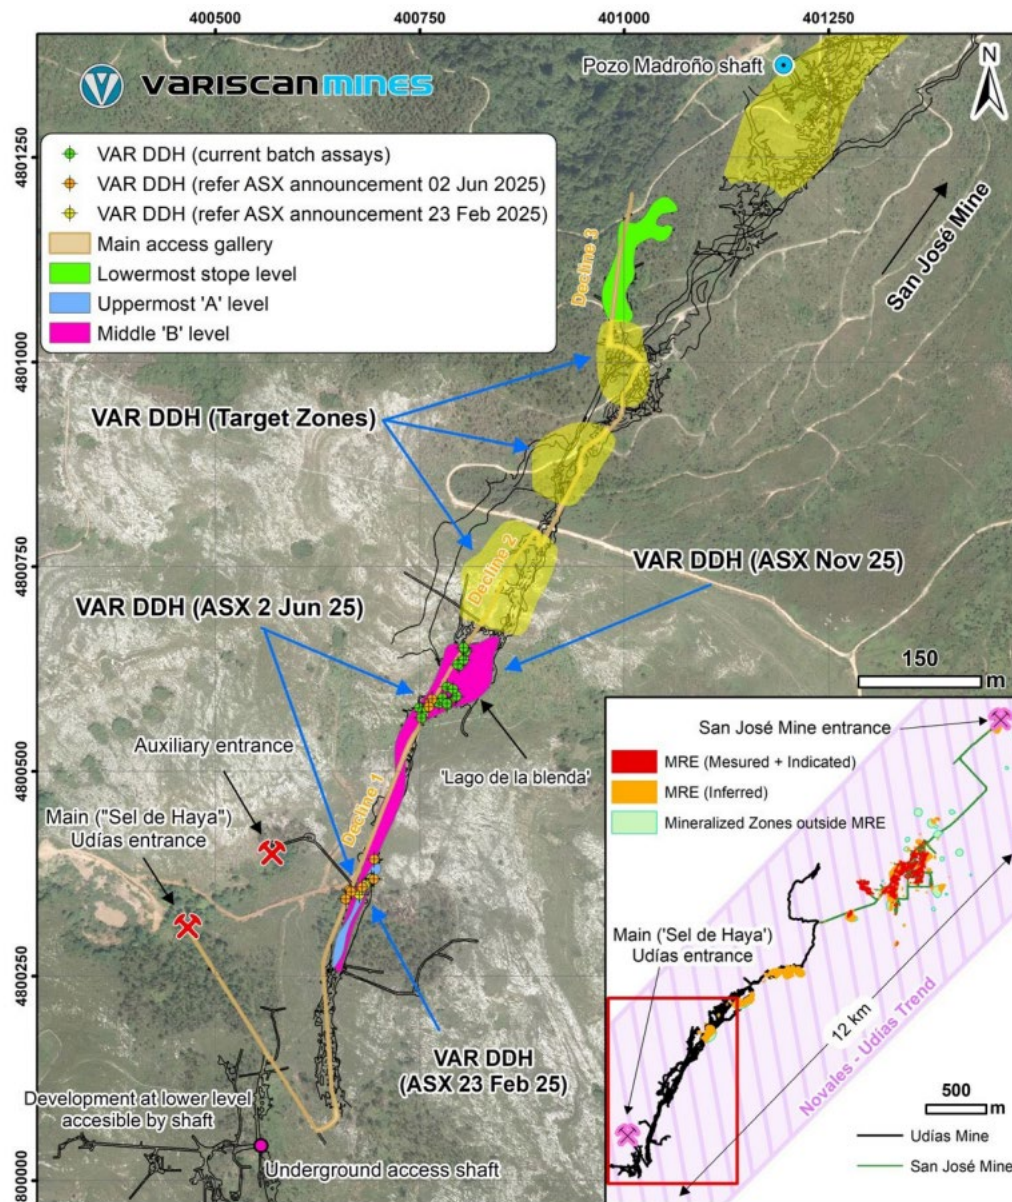 400500
400750
401000
401250
VARISCAN MINES
Pozo Madroño shaft
N
VAR DDH (current batch assays)
VAR DDH (refer ASX announcement 02 Jun 2025)
VAR DDH (refer ASX announcement 23 Feb 2025)
Main access gallery
Lowermost stope level
Uppermost 'A' level
Middle 'B' level
4801250
San José Mine
Decline 3
4801000
VAR DDH (Target Zones)
4800750
Decline 2
VAR DDH (ASX Nov 25)
VAR DDH (ASX 2 Jun 25)
150
m
Auxiliary entrance
'Lago de la blenda'
4800500
Decline 1
Main ("Sel de Haya")
Udías entrance
4800250
VAR DDH
(ASX 23 Feb 25)
Development at lower level
accesible by shaft
Underground access shaft
4800000
San José Mine entrance
MRE (Mesured + Indicated)
MRE (Inferred)
Mineralized Zones outside MRE
Main ('Sel de Haya')
Udías entrance
12 km
Novales - Udías Trend
500
m
Udías Mine
San José Mine